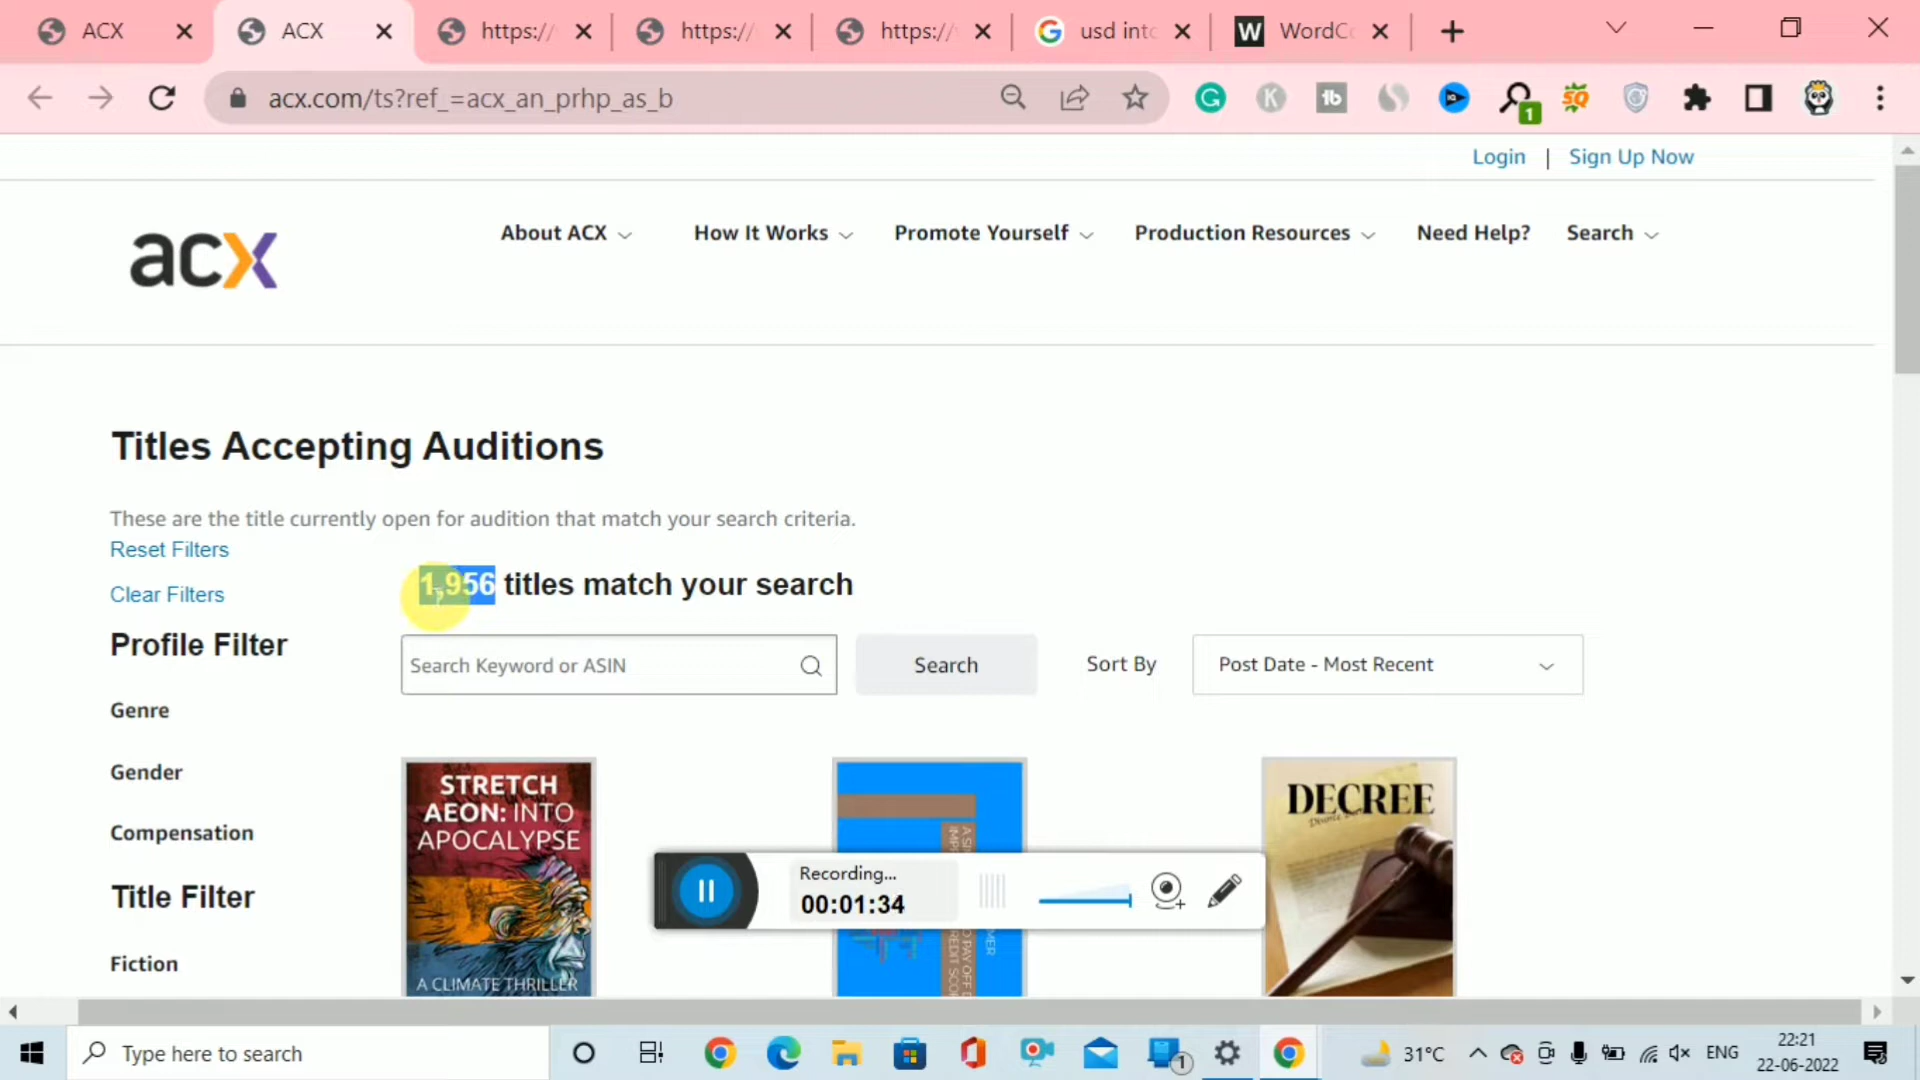 ACX
ACX
https://
https://
https://
usd into
WordC
acx.com/ts?ref_=acx_an_prhp_as_b
1
Login | Sign Up Now
acx
About ACX
How It Works
Promote Yourself
Production Resources
Need Help?
Search
Titles Accepting Auditions
These are the title currently open for audition that match your search criteria.
Reset Filters
1,956 titles match your search
Clear Filters
Profile Filter
Search Keyword or ASIN
Search
Sort By
Post Date - Most Recent
Genre
Gender
Compensation
Title Filter
Fiction
STRETCH
AEON: INTO
APOCALYPSE
A CLIMATE THRILLER
DECREE
Recording...
00:01:34
Type here to search
1
31°C
ENG
22:21
22-06-2022